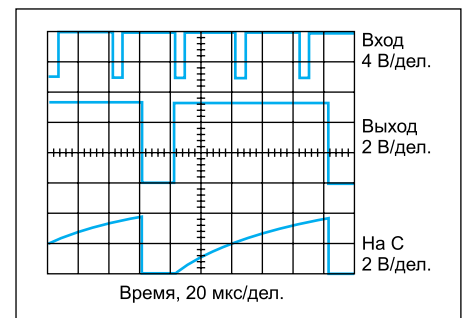 Вход
4 В/дел.
Выход
2 В/дел.
На С
2 В/дел.
Время, 20 мкс/дел.